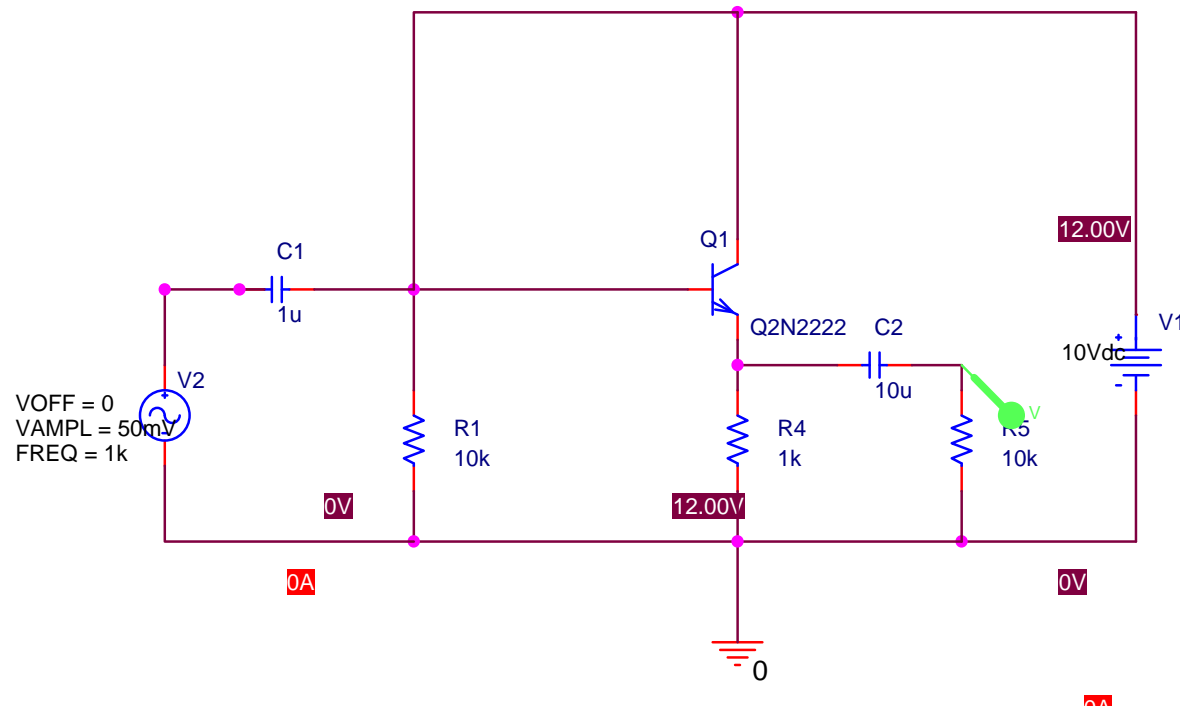 12.00V
Q1
C1
1u
Q2N2222
C2
V1
10Vdc
10u
V2
VOFF = 0
VAMPL = 50mV
FREQ = 1k
V
R1
10k
R4
1k
R5
10k
0V
12.00V
0A
0V
0
0A